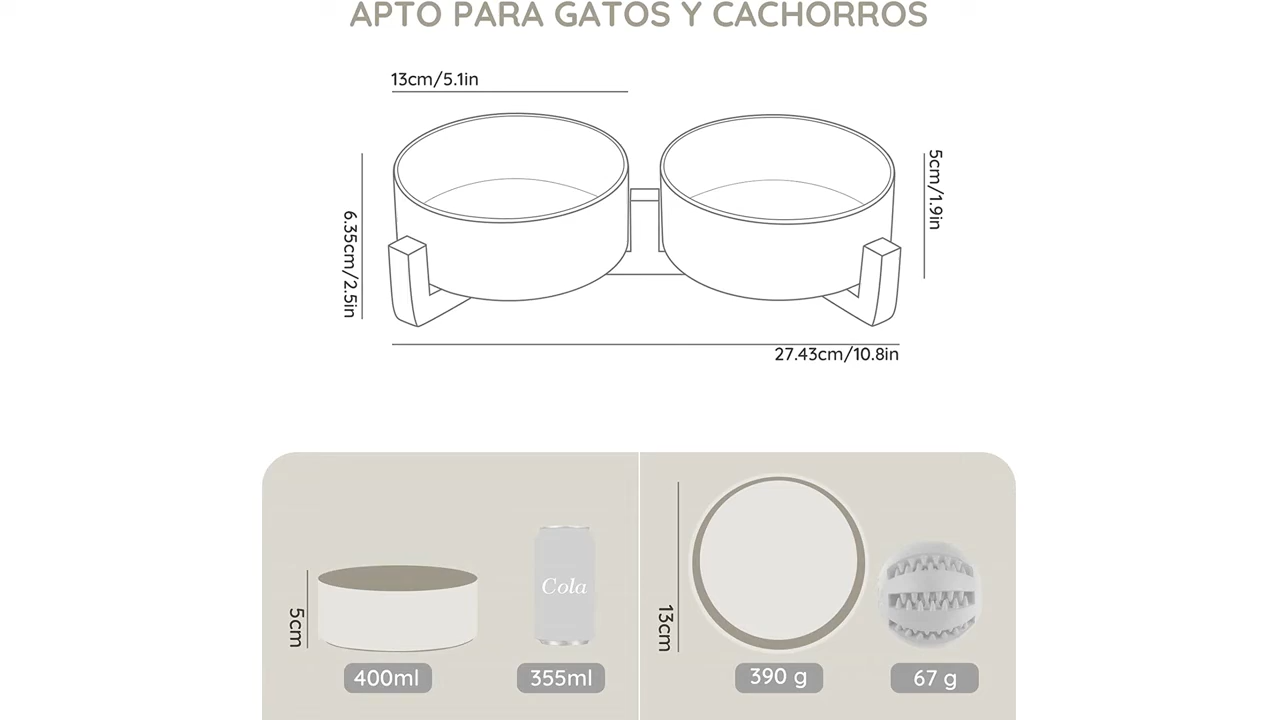 APTO PARA GATOS Y CACHORROS
13cm/5.1in
6.35cm/2.5in
5cm/1.9in
27.43cm/10.8in
5cm
Cola
400ml
355ml
13cm
390 g
67 g